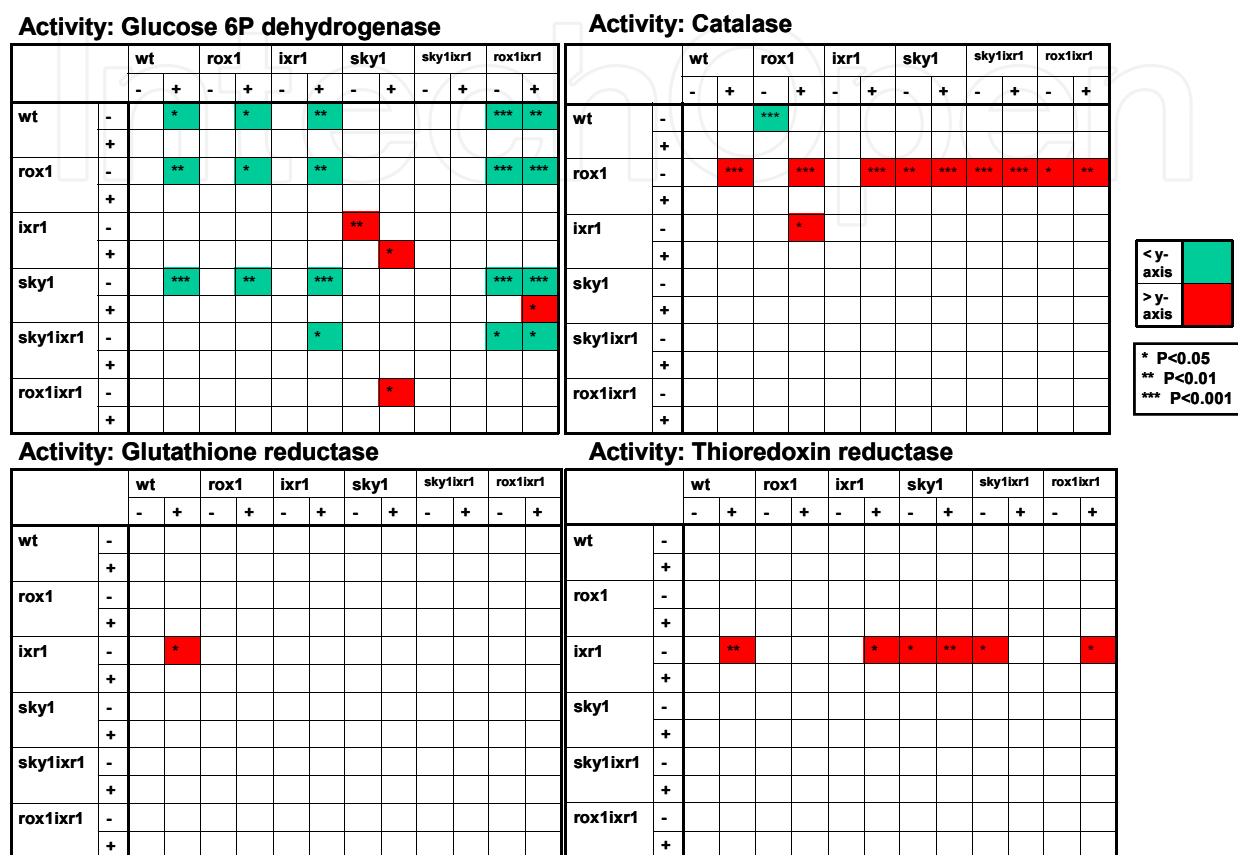 Activity: Glucose 6P dehydrogenase
wt rox1 ixr1 sky1 sky1ixr1 rox1ixr1
- + - + - + - + - + - +
wt - * * ** *** **
+
rox1 - ** * ** *** ***
+
ixr1 - **
+ *
sky1 - *** ** *** *** ***
+ *
sky1ixr1 - * * *
+
rox1ixr1 - *
+
Activity: Catalase
wt rox1 ixr1 sky1 sky1ixr1 rox1ixr1
- + - + - + - + - + - +
wt - ***
+
rox1 - *** *** *** ** *** *** *** * **
+
ixr1 - *
+
sky1 -
+
sky1ixr1 -
+
rox1ixr1 -
+
< y-
axis
> y-
axis
* P<0.05
** P<0.01
*** P<0.001
Activity: Glutathione reductase
wt rox1 ixr1 sky1 sky1ixr1 rox1ixr1
- + - + - + - + - + - +
wt -
+
rox1 -
+
ixr1 - *
+
sky1 -
+
sky1ixr1 -
+
rox1ixr1 -
+
Activity: Thioredoxin reductase
wt rox1 ixr1 sky1 sky1ixr1 rox1ixr1
- + - + - + - + - + - +
wt -
+
rox1 -
+
ixr1 - ** * * ** * *
+
sky1 -
+
sky1ixr1 -
+
rox1ixr1 -
+
IntechOpen